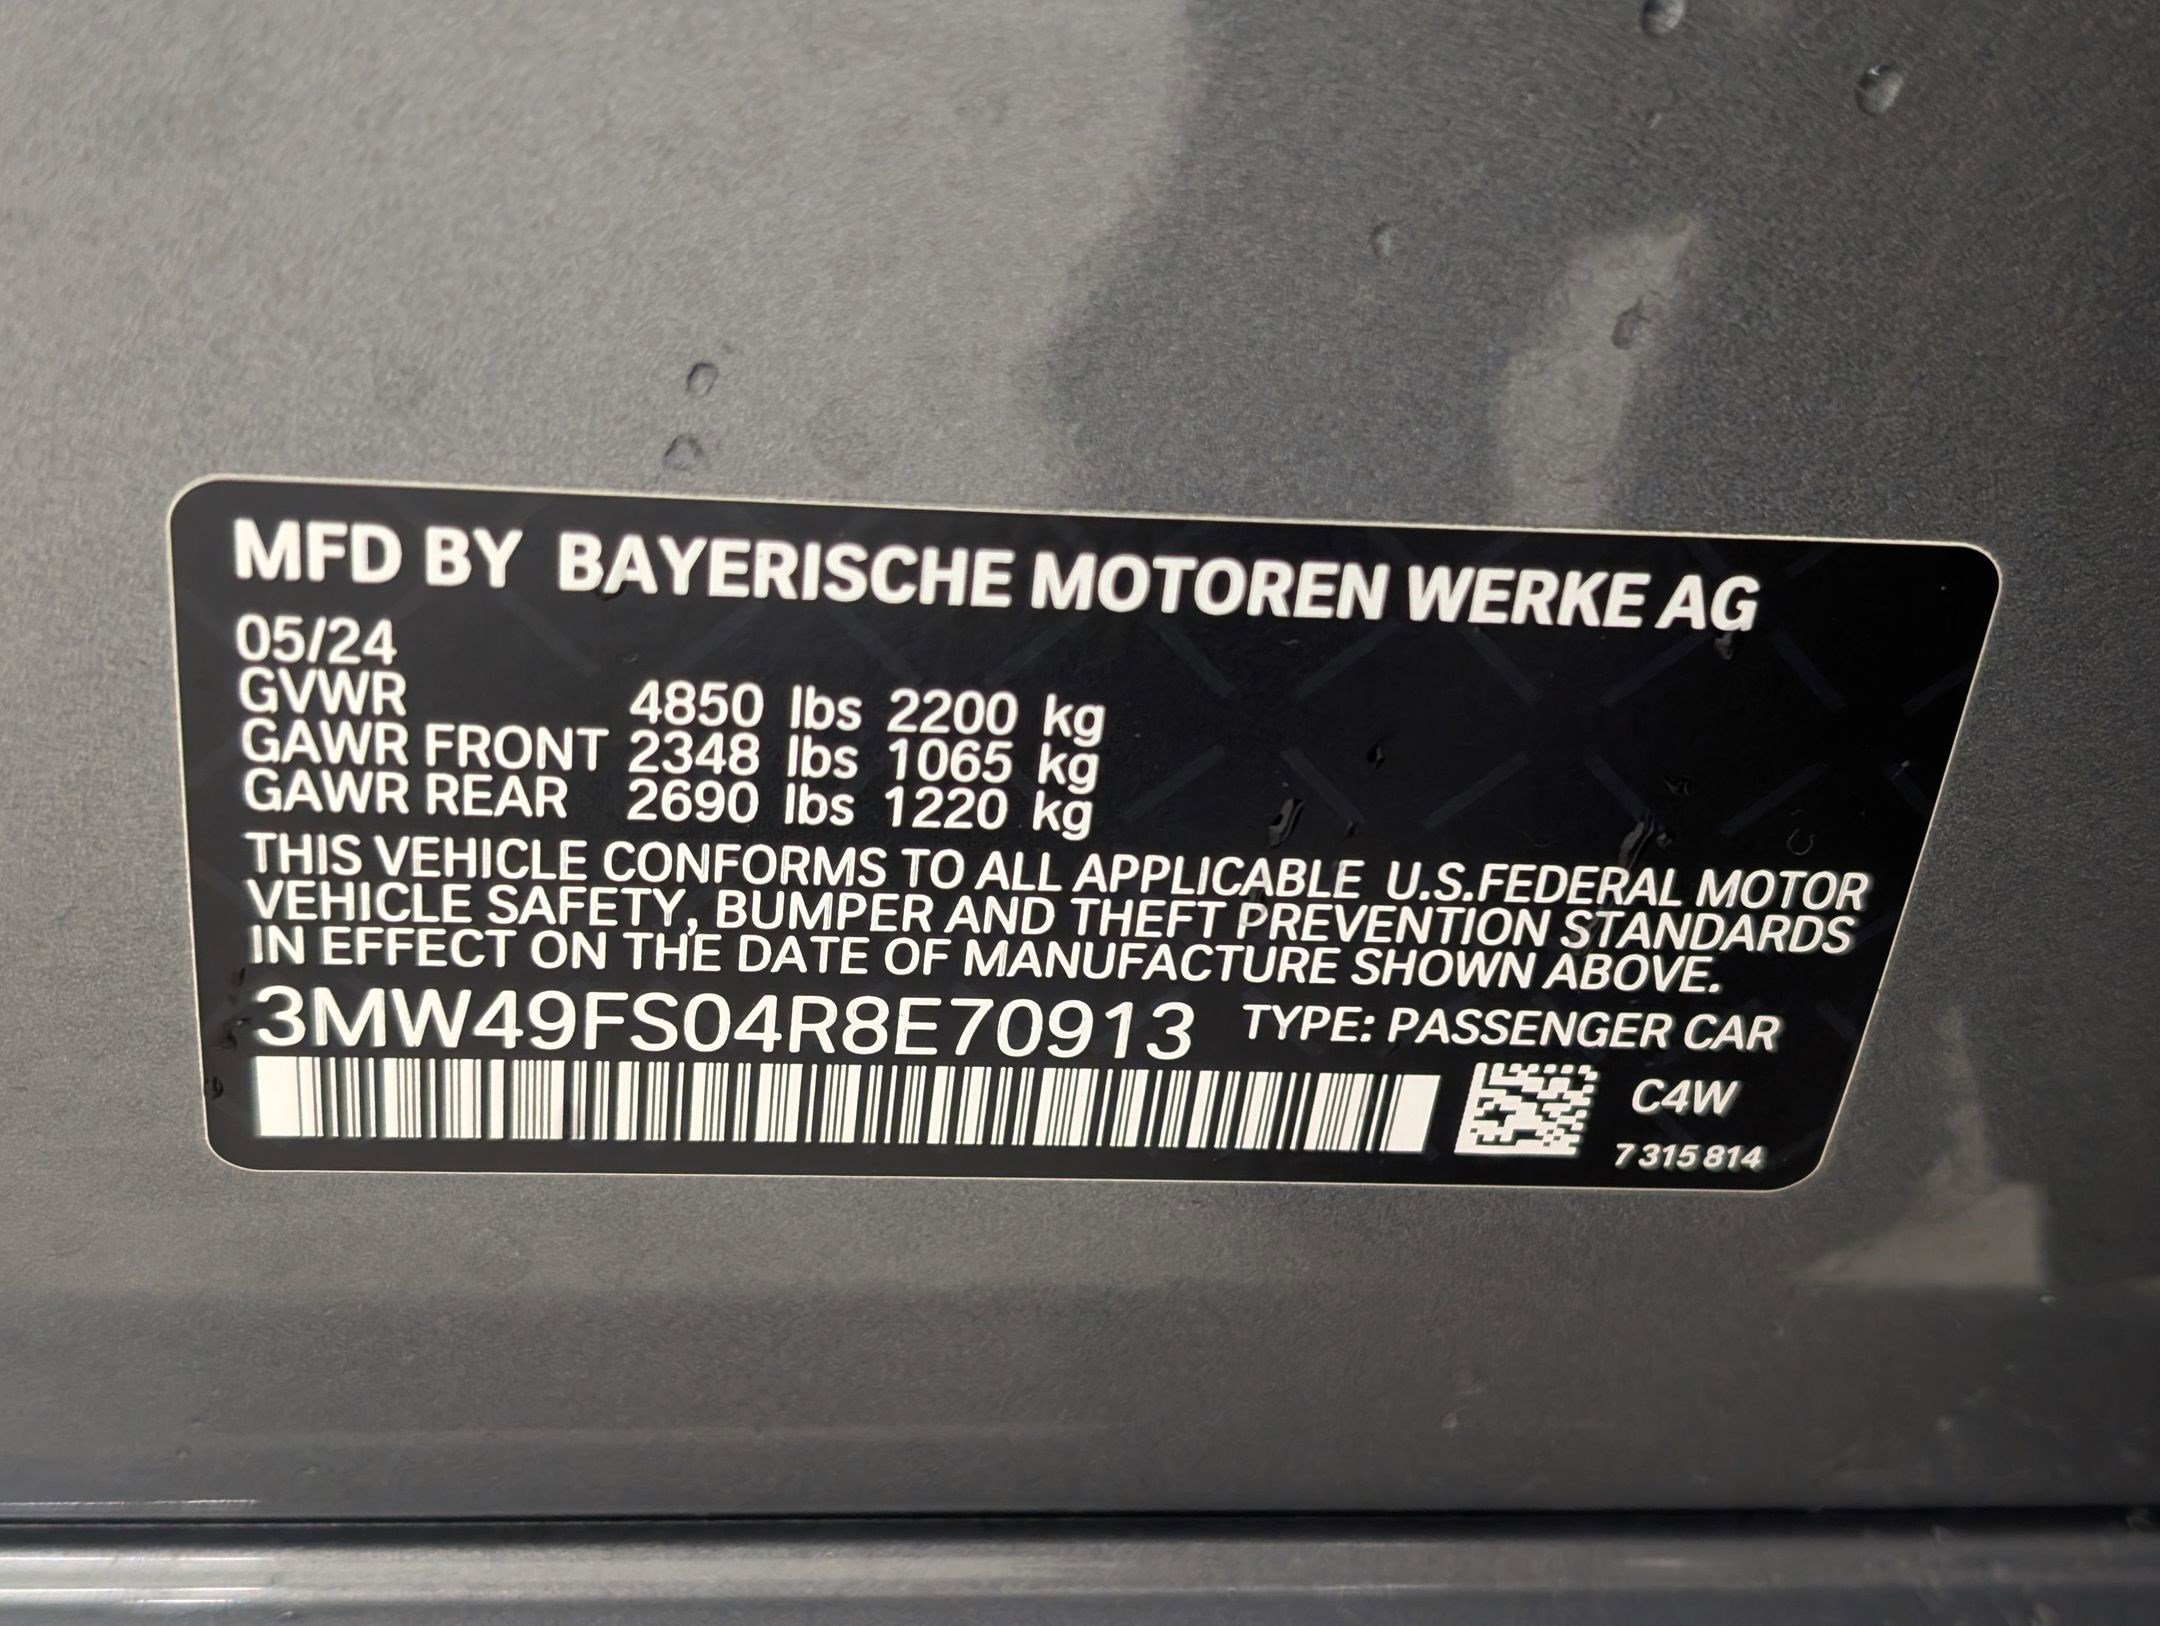 MFD BY BAYERISCHE MOTOREN WERKE AG
05/24
GVWR 4850 lbs 2200 kg
GAWR FRONT 2348 lbs 1065 kg
GAWR REAR 2690 lbs 1220 kg
THIS VEHICLE CONFORMS TO ALL APPLICABLE U.S.FEDERAL MOTOR
VEHICLE SAFETY, BUMPER AND THEFT PREVENTION STANDARDS
IN EFFECT ON THE DATE OF MANUFACTURE SHOWN ABOVE.
3MW49FS04R8E70913 TYPE: PASSENGER CAR
C4W
7 315 814